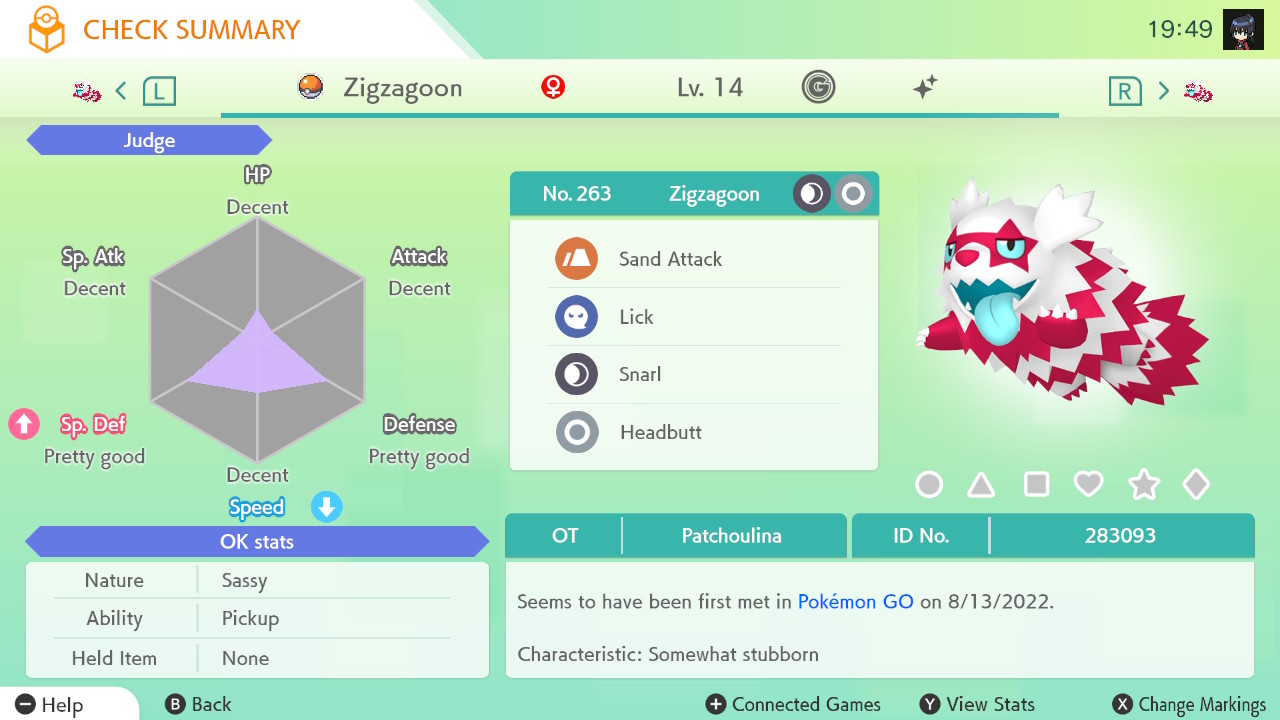 CHECK SUMMARY
19:49
L
Zigzagoon
Lv. 14
G
R
Judge
HP
Decent
Sp. Atk
Decent
Attack
Decent
Sp. Def
Pretty good
Defense
Pretty good
Decent
Speed
OK stats
Nature Sassy
Ability Pickup
Held Item None
No. 263 Zigzagoon
Sand Attack
Lick
Snarl
Headbutt
OT Patchoulina ID No. 283093
Seems to have been first met in Pokémon GO on 8/13/2022.
Characteristic: Somewhat stubborn
Help
B Back
Connected Games
Y View Stats
X Change Markings